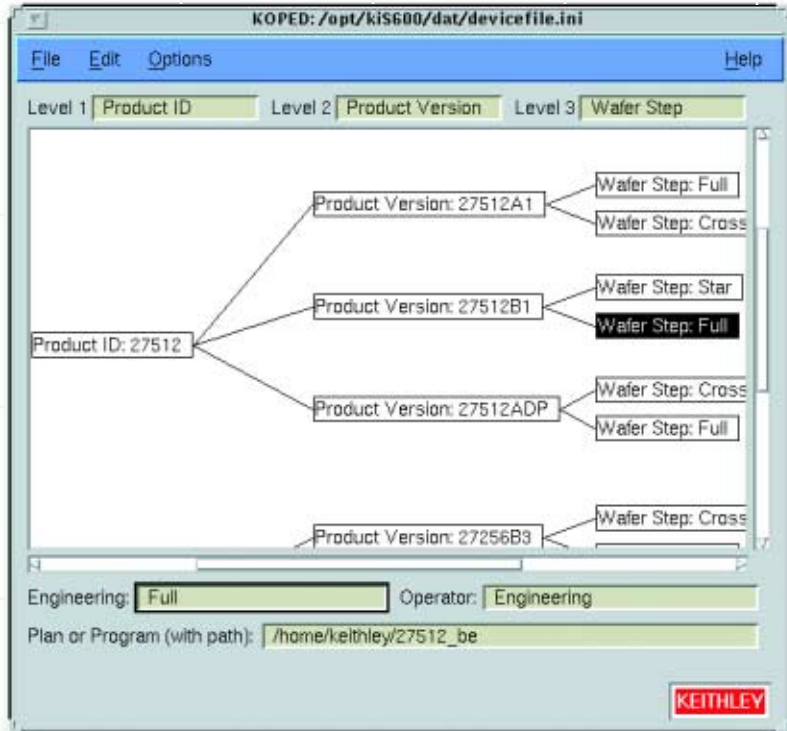 KOPED: /opt/kiS600/dat/devicefile.ini
File Edit Options Help
Level 1 Product ID Level 2 Product Version Level 3 Wafer Step
Wafer Step: Full
Product Version: 27512A1
Wafer Step: Cross
Wafer Step: Star
Product Version: 27512B1
Wafer Step: Full
Product ID: 27512
Wafer Step: Cross
Product Version: 27512ADP
Wafer Step: Full
Wafer Step: Cross
Product Version: 27256B3
Engineering: Full Operator: Engineering
Plan or Program (with path): /home/keithley/27512_be
KEITHLEY